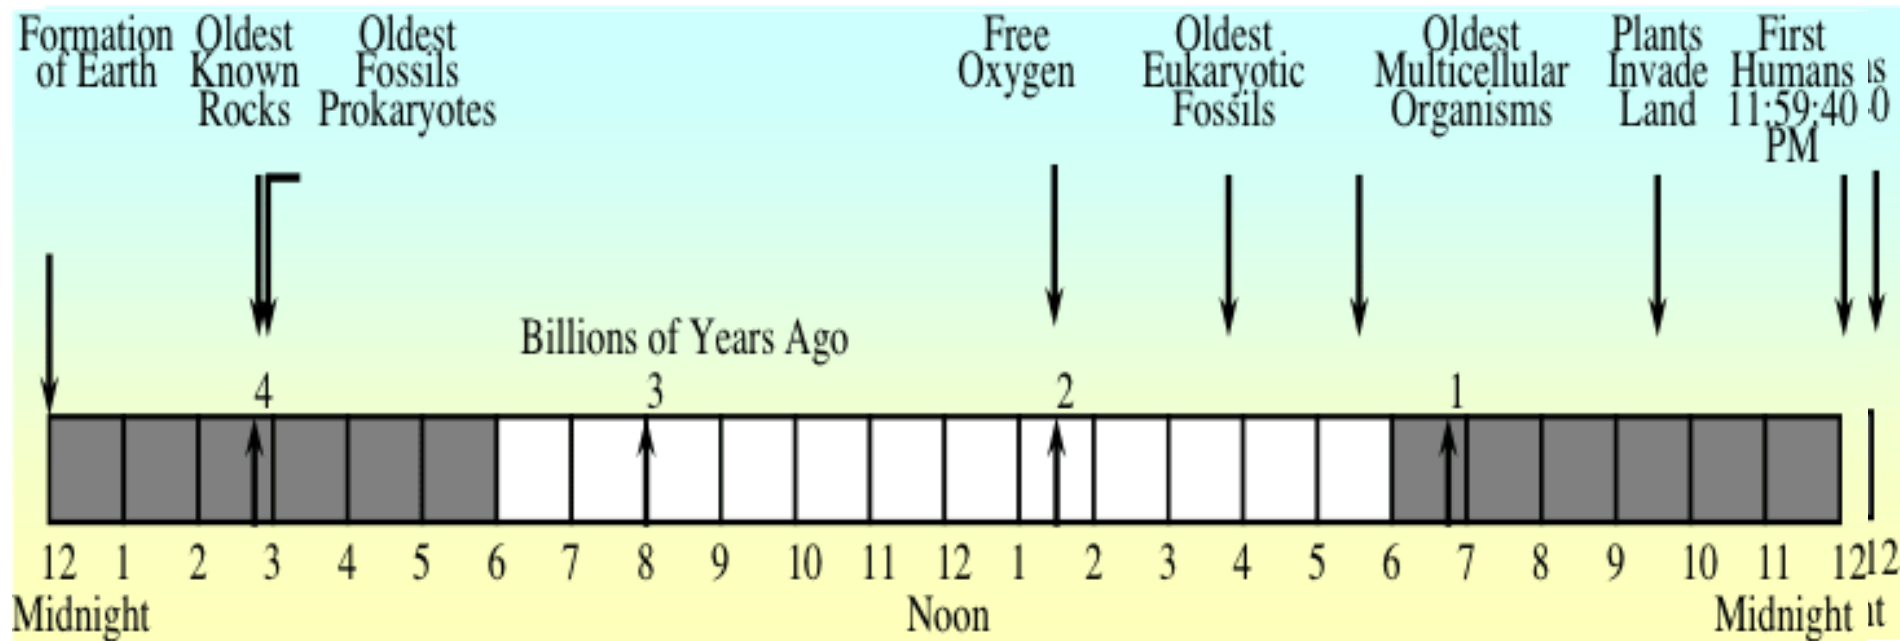 Formation
of Earth
Oldest
Known
Rocks
Oldest
Fossils
Prokaryotes
Free
Oxygen
Oldest
Eukaryotic
Fossils
Oldest
Multicellular
Organisms
Plants
Invade
Land
First
Humans
11:59:40
PM
Billions of Years Ago
4 3 2 1
12 1 2 3 4 5 6 7 8 9 10 11 12 1 2 3 4 5 6 7 8 9 10 11 12 12
Midnight Noon Midnight